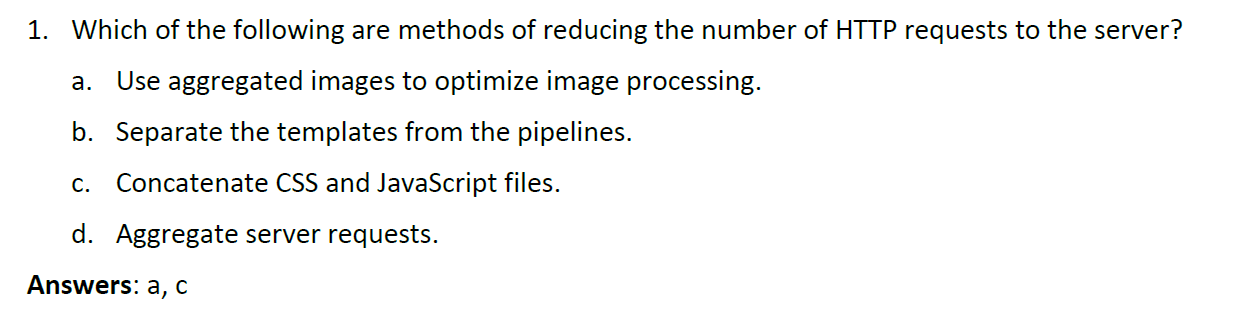 1. Which of the following are methods of reducing the number of HTTP requests to the server?
a. Use aggregated images to optimize image processing.
b. Separate the templates from the pipelines.
c. Concatenate CSS and JavaScript files.
d. Aggregate server requests.
Answers: a, c